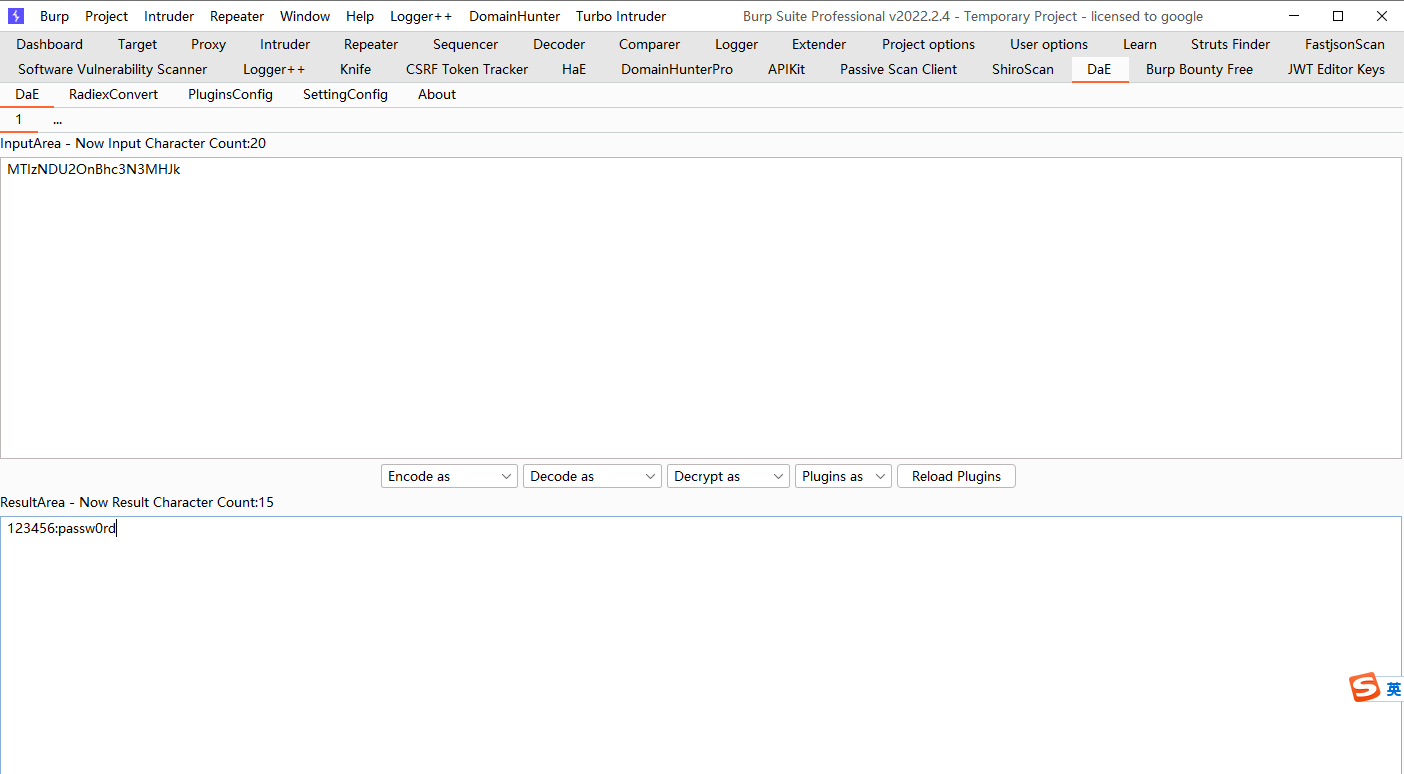 Burp Project Intruder Repeater Window Help Logger++ DomainHunter Turbo Intruder Burp Suite Professional v2022.2.4 - Temporary Project - licensed to google
Dashboard Target Proxy Intruder Repeater Sequencer Decoder Comparer Logger Extender Project options User options Learn Struts Finder FastjsonScan
Software Vulnerability Scanner Logger++ Knife CSRF Token Tracker HaE DomainHunterPro APIKit Passive Scan Client ShiroScan DaE Burp Bounty Free JWT Editor Keys
DaE RadiexConvert PluginsConfig SettingConfig About
1 ...
InputArea - Now Input Character Count:20
MTIzNDU2OnBhc3N3MHJk
Encode as Decode as Decrypt as Plugins as Reload Plugins
ResultArea - Now Result Character Count:15
123456:passw0rd
S 英